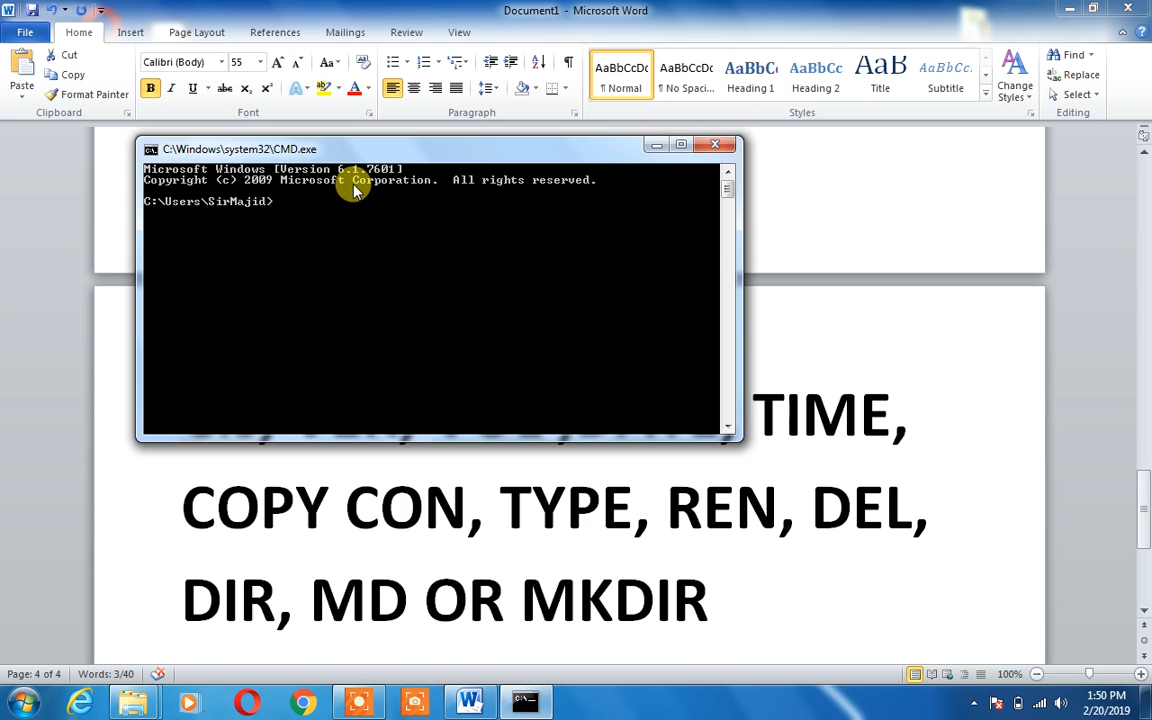 Document1 - Microsoft Word
File Home Insert Page Layout References Mailings Review View
Paste
Cut
Copy
Format Painter
Clipboard
Calibri (Body) 55
Font
Paragraph
AaBbCcDc
¶ Normal
AaBbCcDc
¶ No Spaci...
AaBbC
Heading 1
AaBbCc
Heading 2
AaB
Title
AaBbCc.
Subtitle
Styles
Change
Styles
Find
Replace
Select
Editing
C:\Windows\system32\CMD.exe
Microsoft Windows [Version 6.1.7601]
Copyright (c) 2009 Microsoft Corporation. All rights reserved.
C:\Users\SirMajid>
TIME,
COPY CON, TYPE, REN, DEL,
DIR, MD OR MKDIR
Page: 4 of 4 Words: 3/40 100%
1:50 PM
2/20/2019